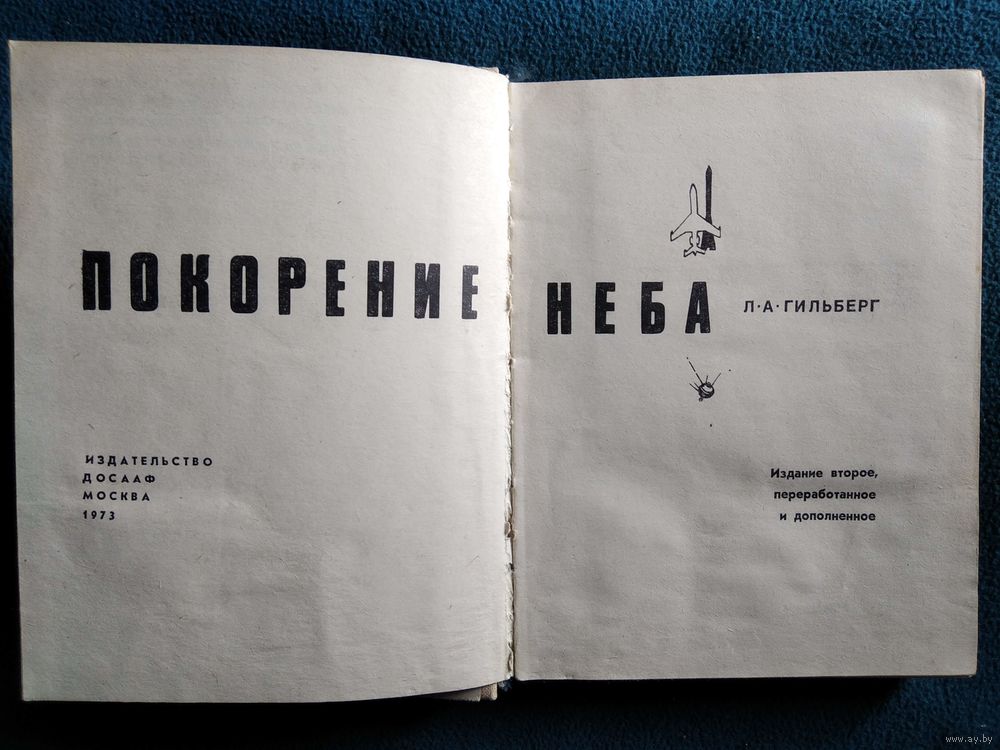 ПОКОРЕНИЕ НЕБА
Л·А·ГИЛЬБЕРГ
ИЗДАТЕЛЬСТВО
ДОСААФ
МОСКВА
1973
Издание второе,
переработанное
и дополненное
www.ay.by